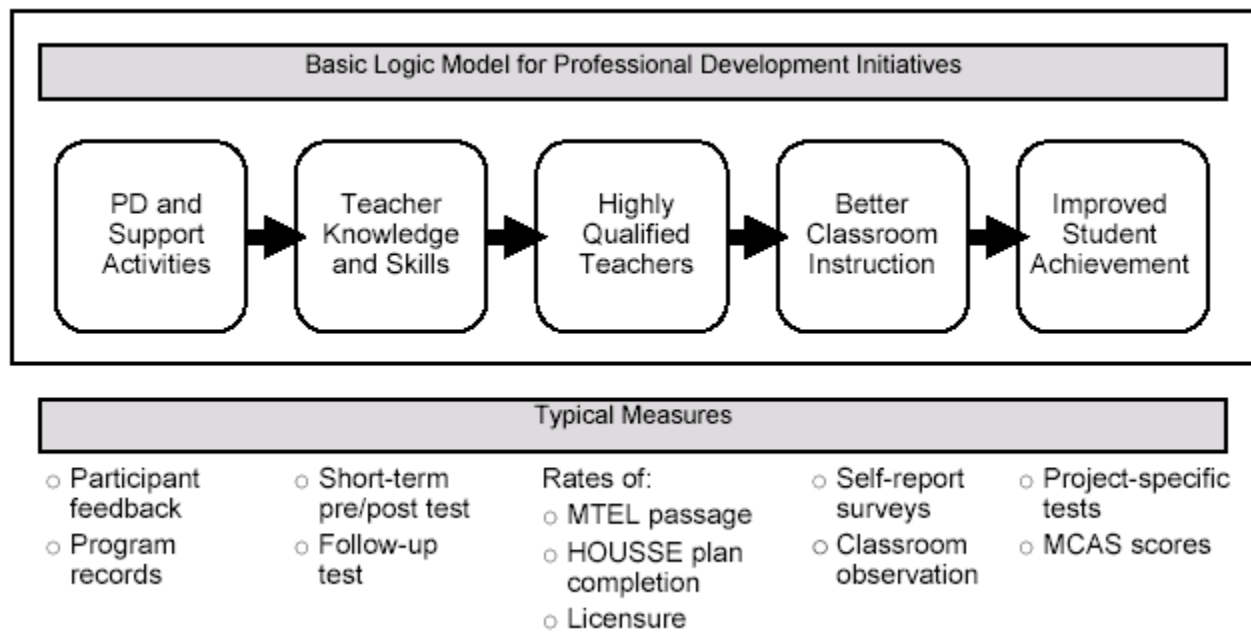 Basic Logic Model for Professional Development Initiatives
PD and
Support
Activities
Teacher
Knowledge
and Skills
Highly
Qualified
Teachers
Better
Classroom
Instruction
Improved
Student
Achievement
Typical Measures
○ Participant
feedback
○ Program
records
○ Short-term
pre/post test
○ Follow-up
test
Rates of:
○ MTEL passage
○ HOUSSE plan
completion
○ Licensure
○ Self-report
surveys
○ Classroom
observation
○ Project-specific
tests
○ MCAS scores